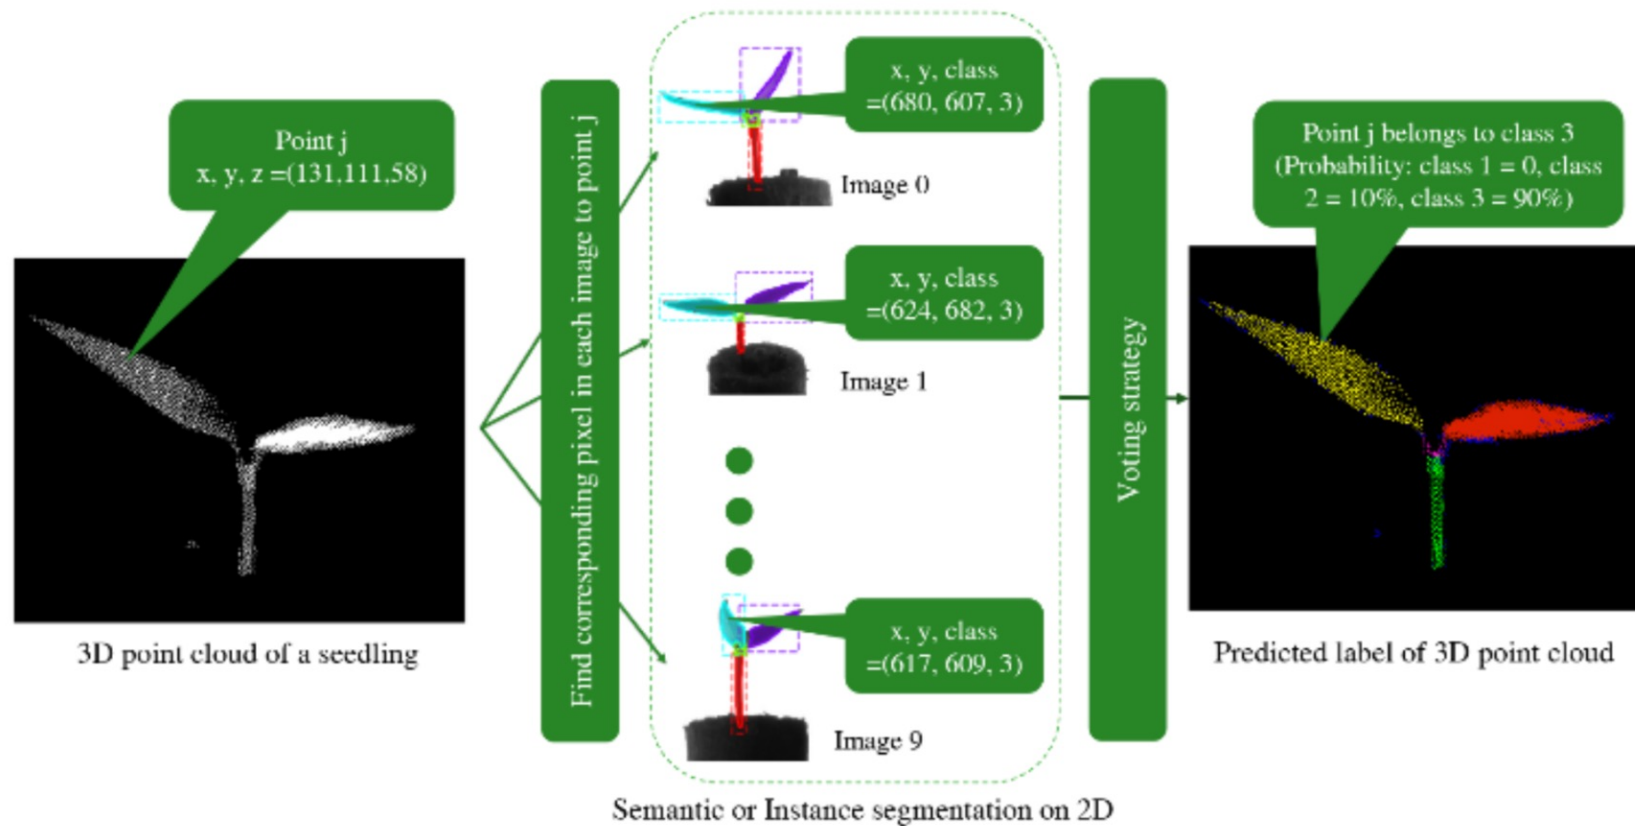 Point j
x, y, z =(131,111,58)
3D point cloud of a seedling
Find corresponding pixel in each image to point j
x, y, class
=(680, 607, 3)
Image 0
x, y, class
=(624, 682, 3)
Image 1
x, y, class
=(617, 609, 3)
Image 9
Semantic or Instance segmentation on 2D
Voting strategy
Point j belongs to class 3
(Probability: class 1 = 0, class
2 = 10%, class 3 = 90%)
Predicted label of 3D point cloud